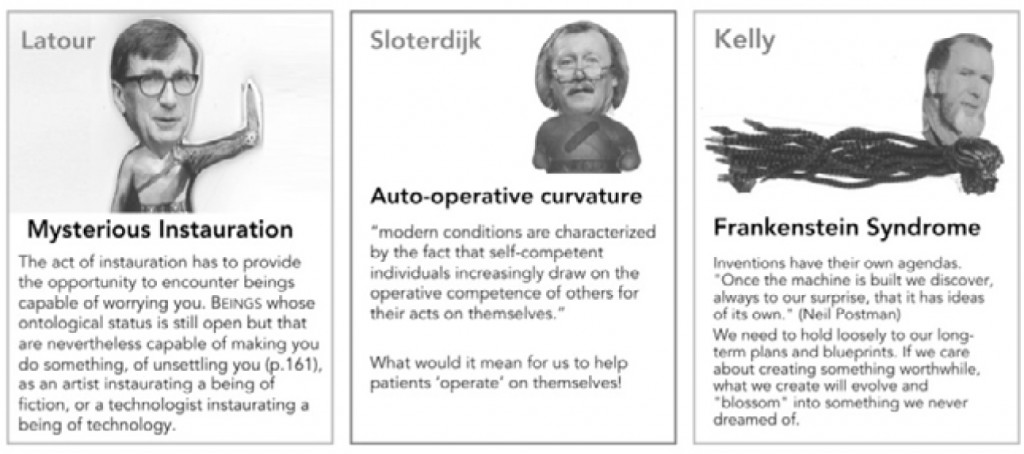 Latour
Mysterious Instauration
The act of instauration has to provide
the opportunity to encounter beings
capable of worrying you. BEINGS whose
ontological status is still open but that
are nevertheless capable of making you
do something, of unsettling you (p.161),
as an artist instaurating a being of
fiction, or a technologist instaurating a
being of technology.
Sloterdijk
Auto-operative curvature
“modern conditions are characterized
by the fact that self-competent
individuals increasingly draw on the
operative competence of others for
their acts on themselves.”
What would it mean for us to help
patients ‘operate’ on themselves!
Kelly
Frankenstein Syndrome
Inventions have their own agendas.
"Once the machine is built we discover,
always to our surprise, that it has ideas
of its own." (Neil Postman)
We need to hold loosely to our long-
term plans and blueprints. If we care
about creating something worthwhile,
what we create will evolve and
"blossom" into something we never
dreamed of.